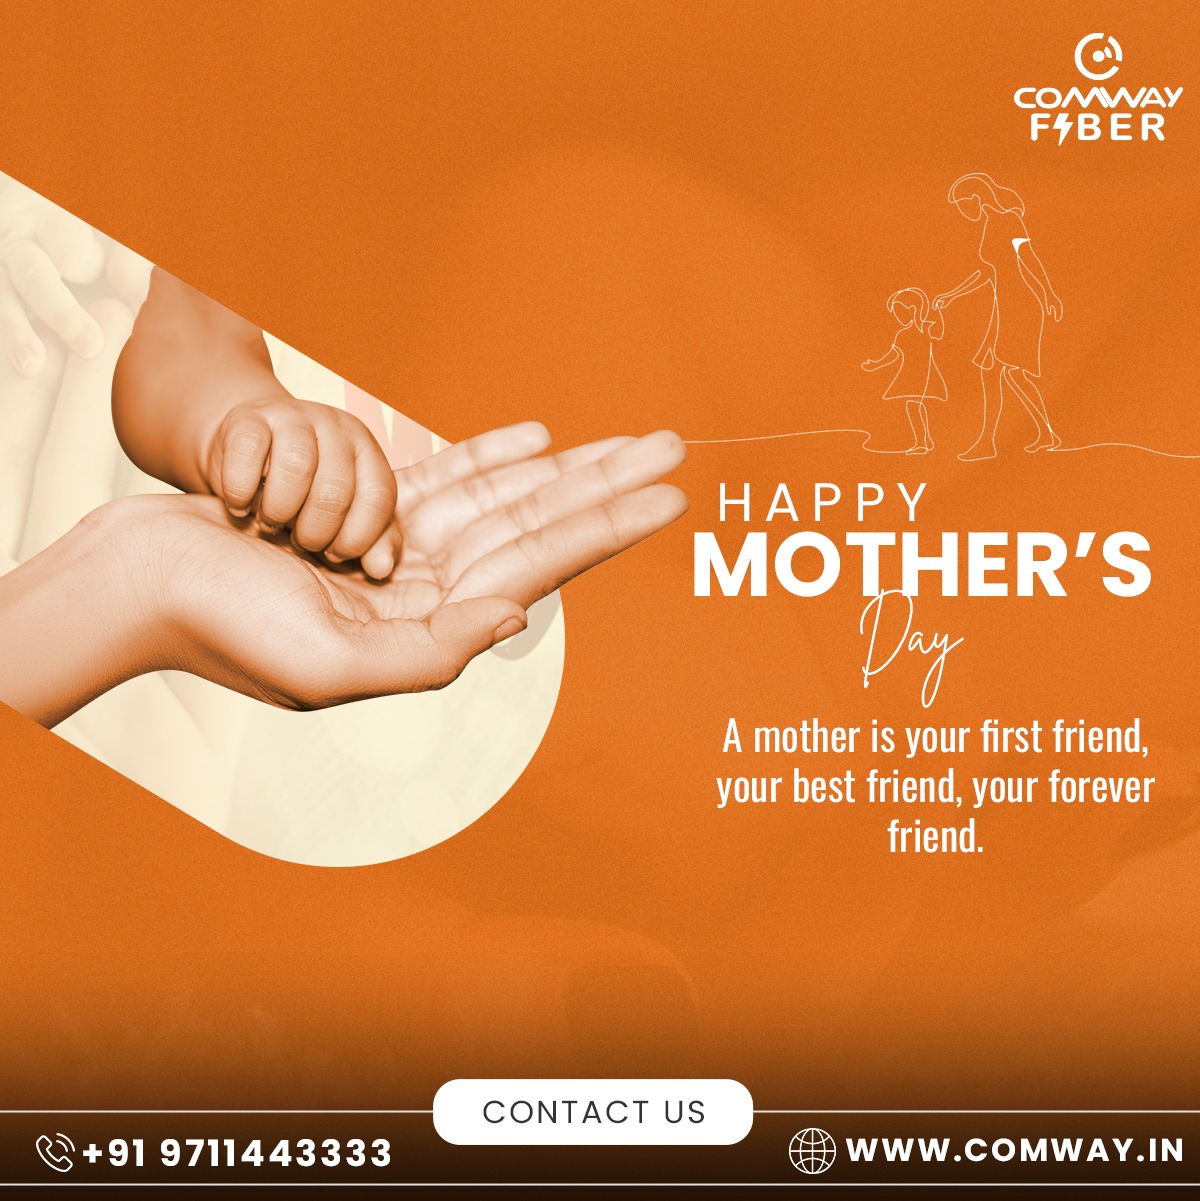 COMWAY
FIBER
HAPPY
MOTHER'S
Day
A mother is your first friend,
your best friend, your forever
friend.
CONTACT US
+91 9711443333
WWW.COMWAY.IN